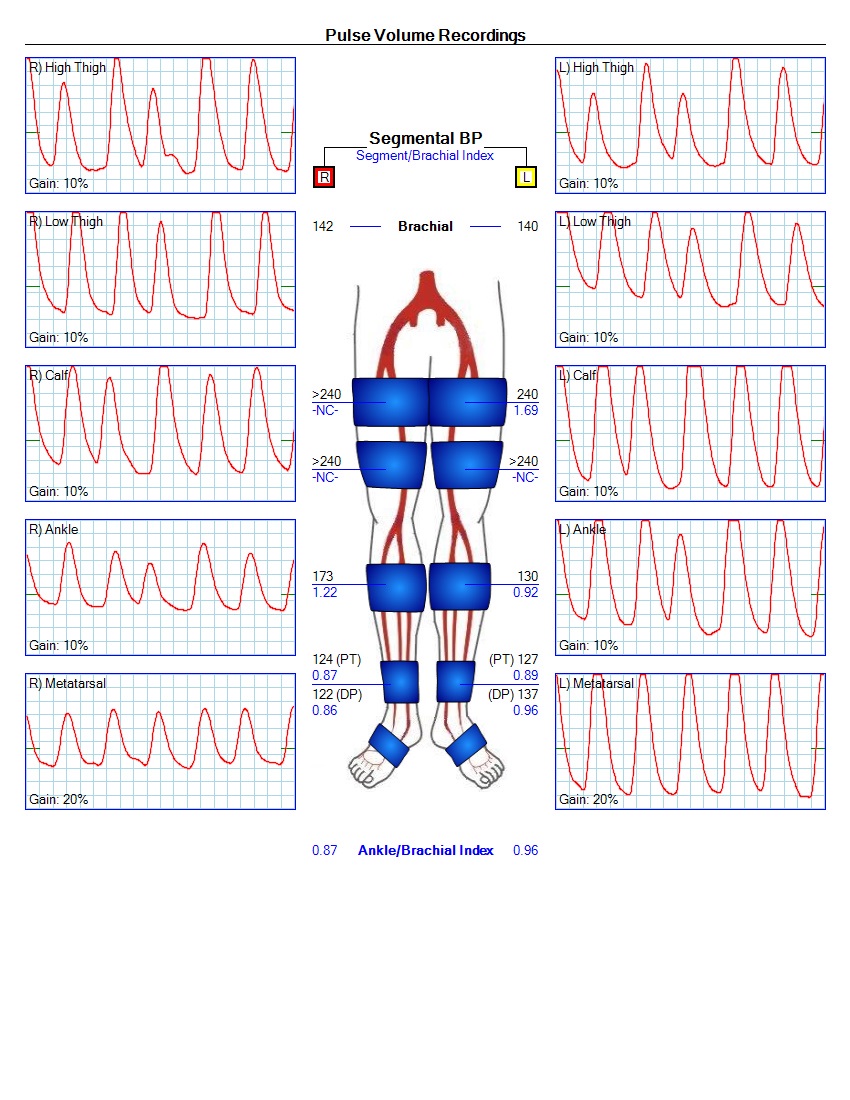 Pulse Volume Recordings
R) High Thigh
Gain: 10%
R) Low Thigh
Gain: 10%
R) Calf
Gain: 10%
R) Ankle
Gain: 10%
R) Metatarsal
Gain: 20%
Segmental BP
Segment/Brachial Index
R
L
142 Brachial 140
>240
-NC-
240
1.69
>240
-NC-
>240
-NC-
173
1.22
130
0.92
124 (PT)
0.87
122 (DP)
0.86
(PT) 127
0.89
(DP) 137
0.96
0.87 Ankle/Brachial Index 0.96
L) High Thigh
Gain: 10%
L) Low Thigh
Gain: 10%
L) Calf
Gain: 10%
L) Ankle
Gain: 10%
L) Metatarsal
Gain: 20%